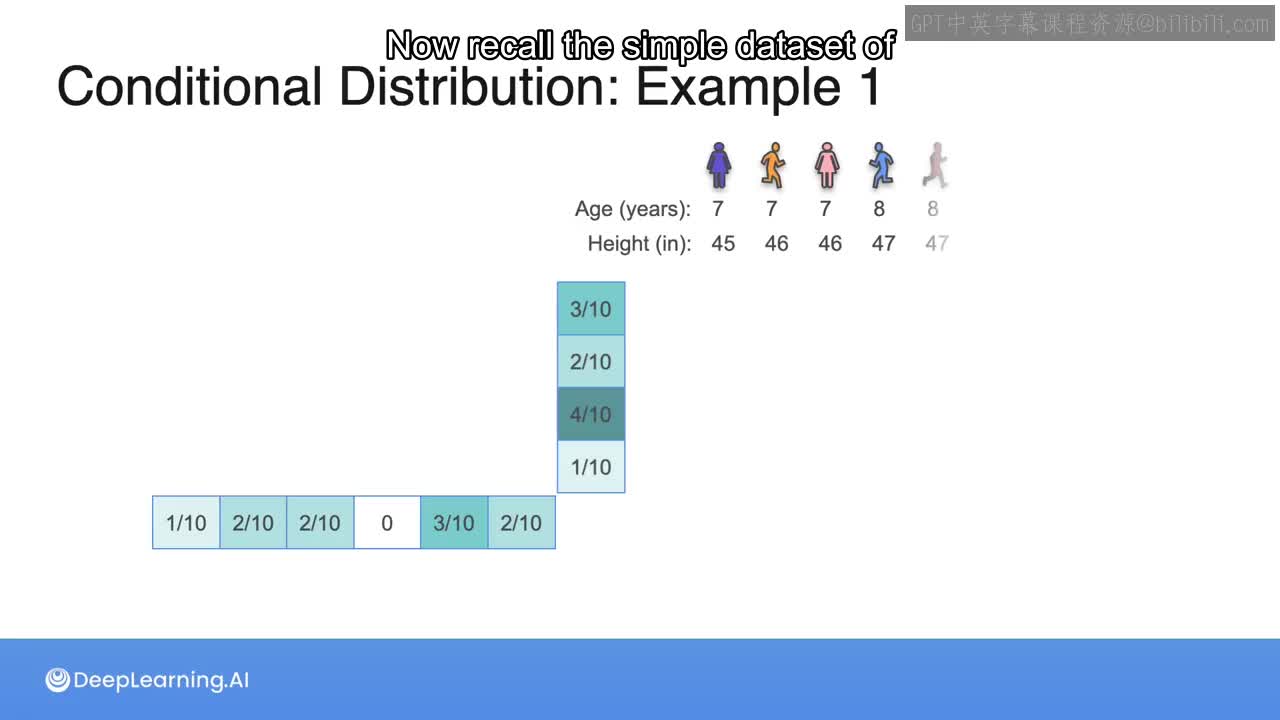 GPT中英字幕课程资源@bilibili.com
Now recall the simple dataset of
Conditional Distribution: Example 1
Age (years): 7 7 7 8 8
Height (in): 45 46 46 47 47
3/10
2/10
4/10
1/10
1/10 2/10 2/10 0 3/10 2/10
DeepLearning.AI